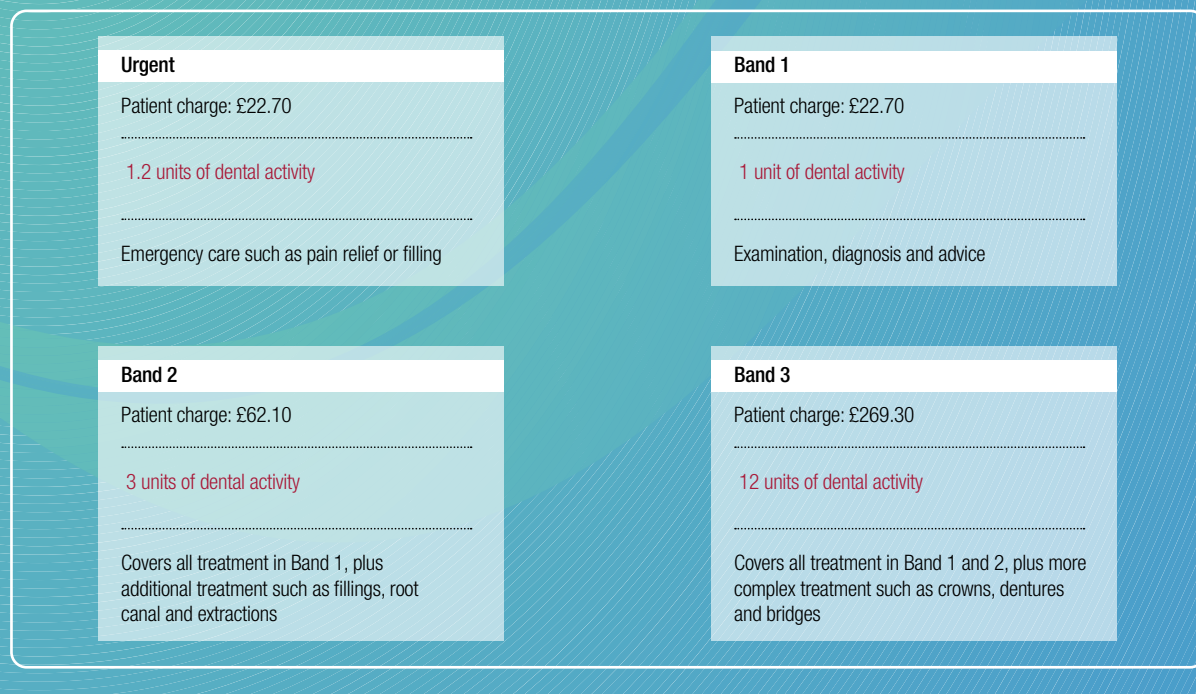 Urgent
Patient charge: £22.70
1.2 units of dental activity
Emergency care such as pain relief or filling
Band 1
Patient charge: £22.70
1 unit of dental activity
Examination, diagnosis and advice
Band 2
Patient charge: £62.10
3 units of dental activity
Covers all treatment in Band 1, plus
additional treatment such as fillings, root
canal and extractions
Band 3
Patient charge: £269.30
12 units of dental activity
Covers all treatment in Band 1 and 2, plus more
complex treatment such as crowns, dentures
and bridges